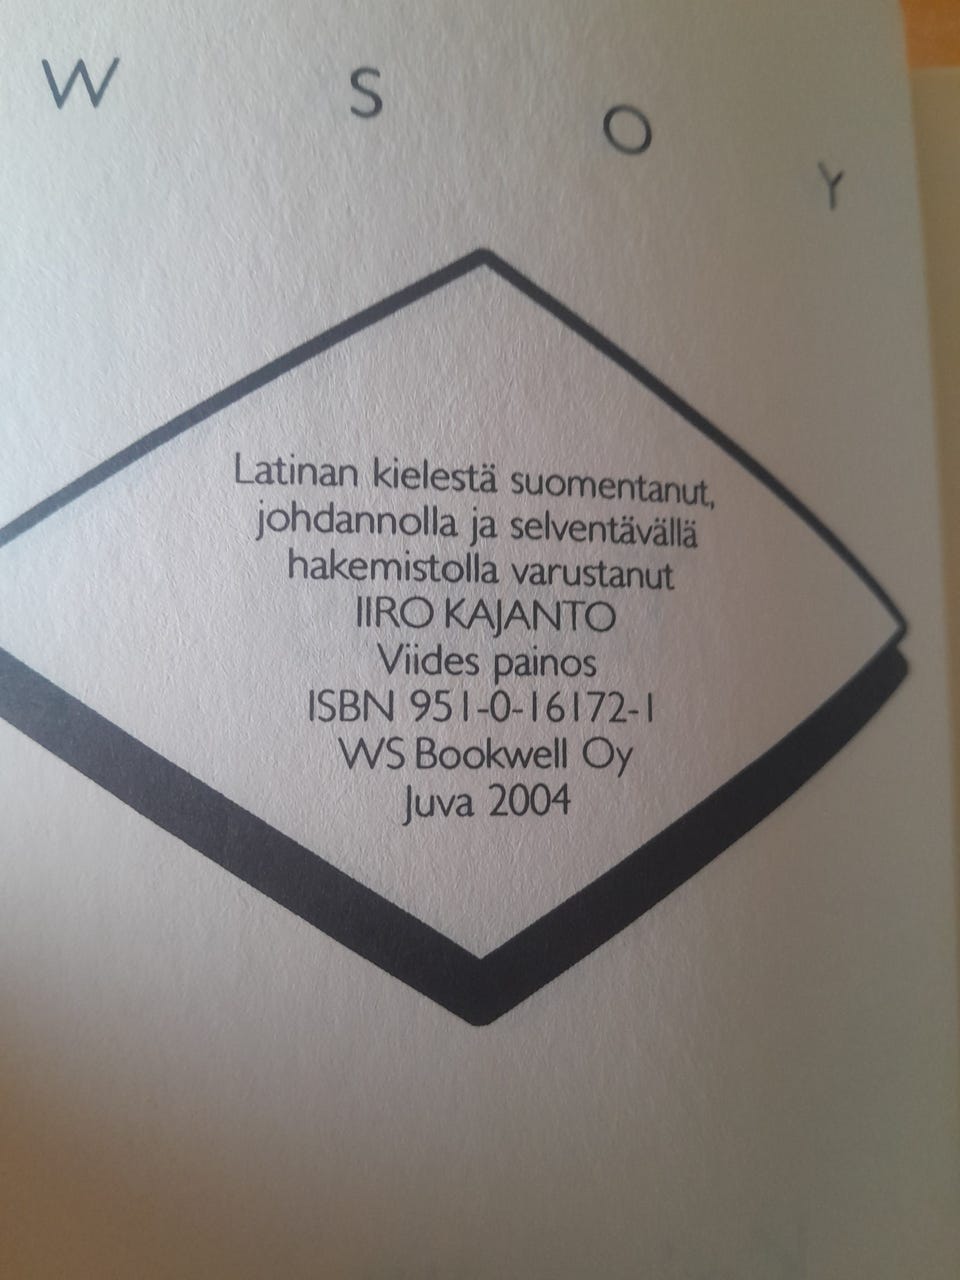 W S O Y
Latinan kielestä suomentanut,
johdannolla ja selventävällä
hakemistolla varustanut
IIRO KAJANTO
Viides painos
ISBN 951-0-16172-1
WS Bookwell Oy
Juva 2004